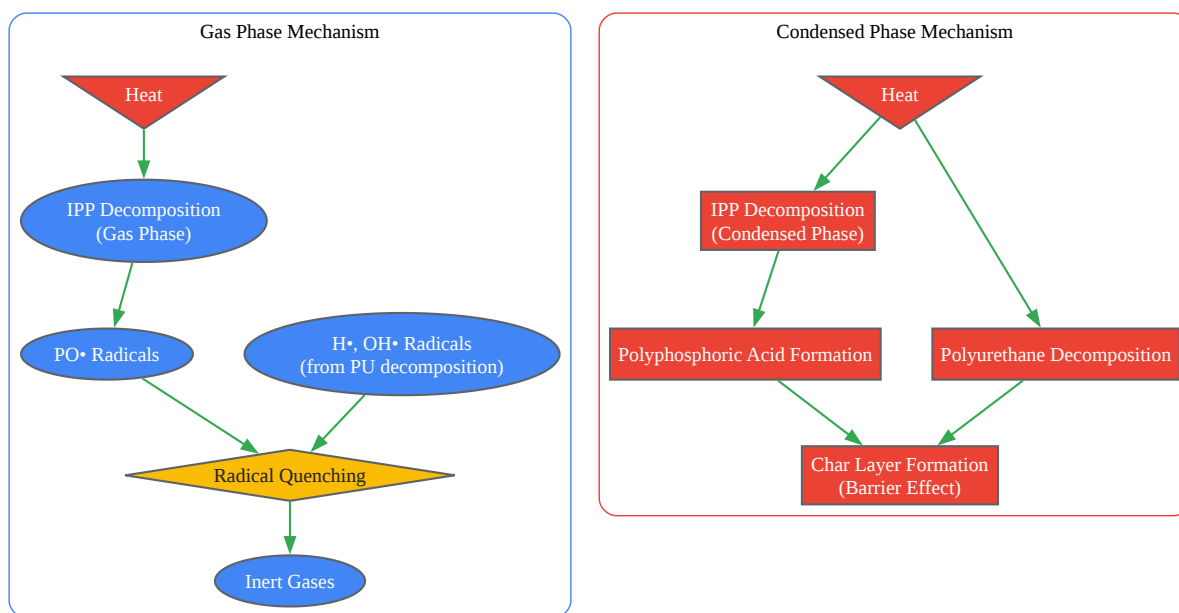 Gas Phase Mechanism
Heat
IPP Decomposition
(Gas Phase)
PO• Radicals
H•, OH• Radicals
(from PU decomposition)
Radical Quenching
Inert Gases
Condensed Phase Mechanism
Heat
IPP Decomposition
(Condensed Phase)
Polyphosphoric Acid Formation
Polyurethane Decomposition
Char Layer Formation
(Barrier Effect)